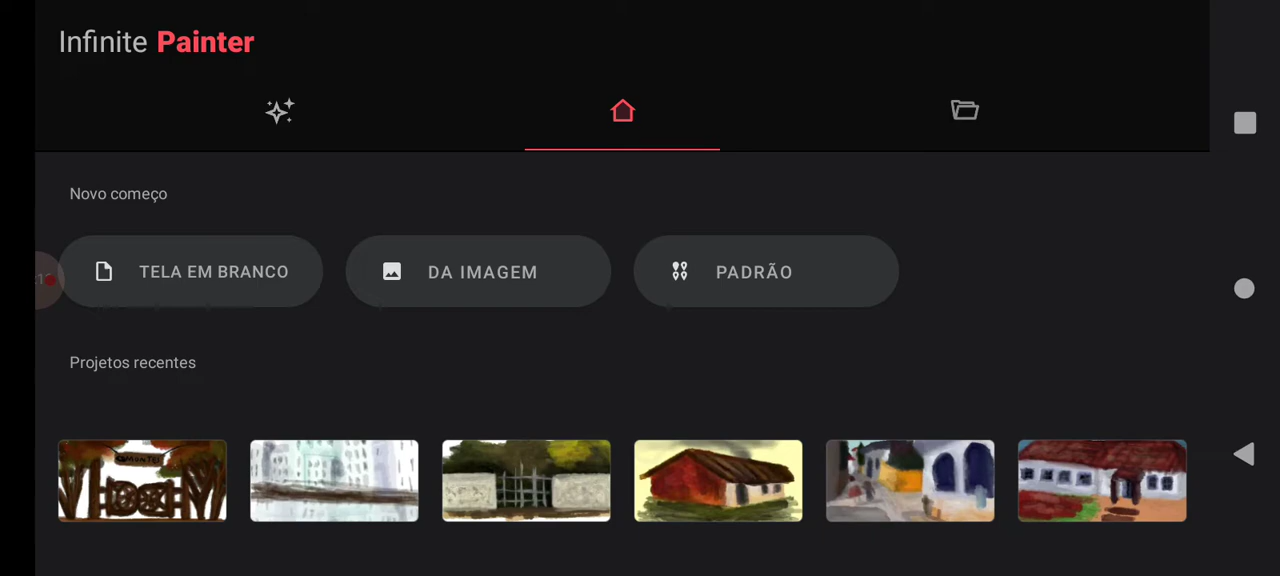 Infinite Painter
Novo começo
TELA EM BRANCO
DA IMAGEM
PADRÃO
Projetos recentes